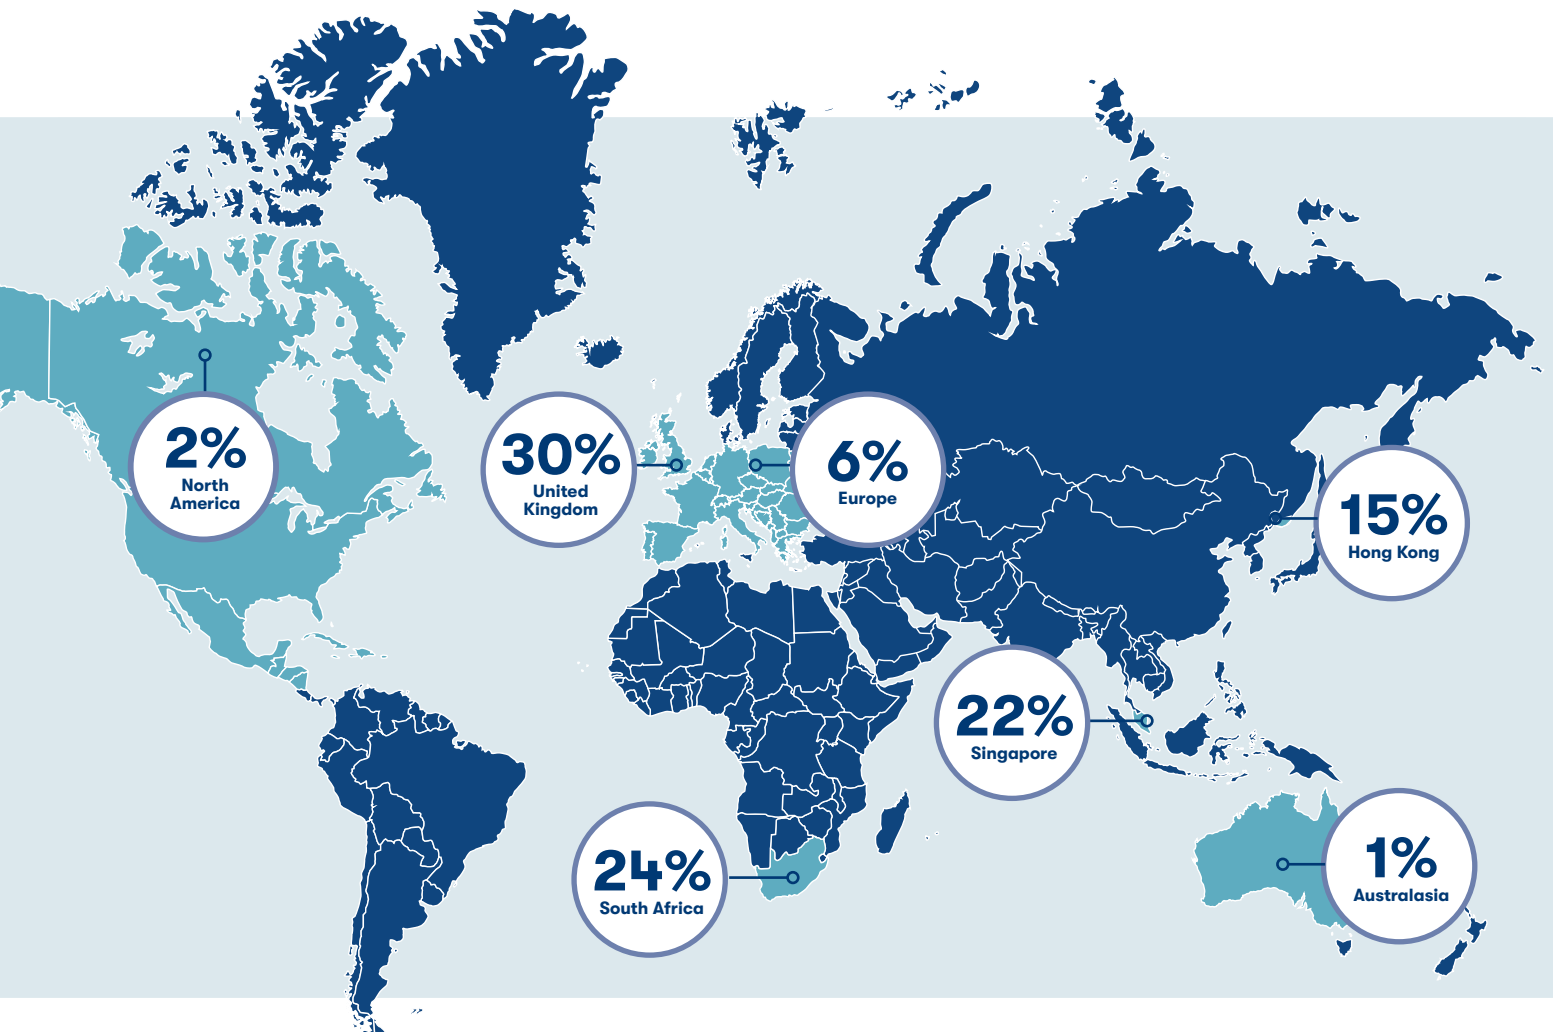 2%
North
America
30%
United
Kingdom
6%
Europe
15%
Hong Kong
22%
Singapore
24%
South Africa
1%
Australasia